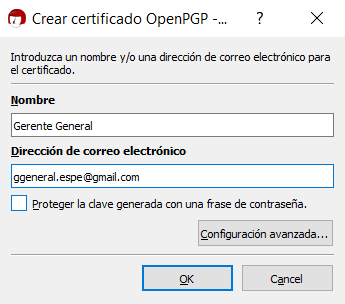 Crear certificado OpenPGP -...
Introduzca un nombre y/o una dirección de correo electrónico para
el certificado.
Nombre
Gerente General
Dirección de correo electrónico
ggeneral.espe@gmail.com
Proteger la clave generada con una frase de contraseña.
Configuración avanzada...
OK
Cancel